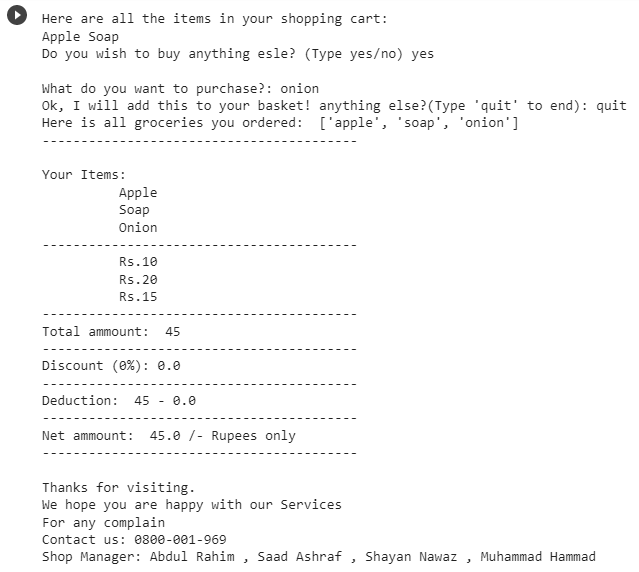 Here are all the items in your shopping cart:
Apple Soap
Do you wish to buy anything esle? (Type yes/no) yes
What do you want to purchase?: onion
Ok, I will add this to your basket! anything else?(Type 'quit' to end): quit
Here is all groceries you ordered:  ['apple', 'soap', 'onion']
-----------------------------------------
Your Items:
Apple
Soap
Onion
-----------------------------------------
Rs.10
Rs.20
Rs.15
-----------------------------------------
Total ammount:  45
-----------------------------------------
Discount (0%): 0.0
-----------------------------------------
Deduction:  45 - 0.0
-----------------------------------------
Net amount:  45.0 /- Rupees only
-----------------------------------------
Thanks for visiting.
We hope you are happy with our Services
For any complain
Contact us: 0800-001-969
Shop Manager: Abdul Rahim , Saad Ashraf , Shayan Nawaz , Muhammad Hammad